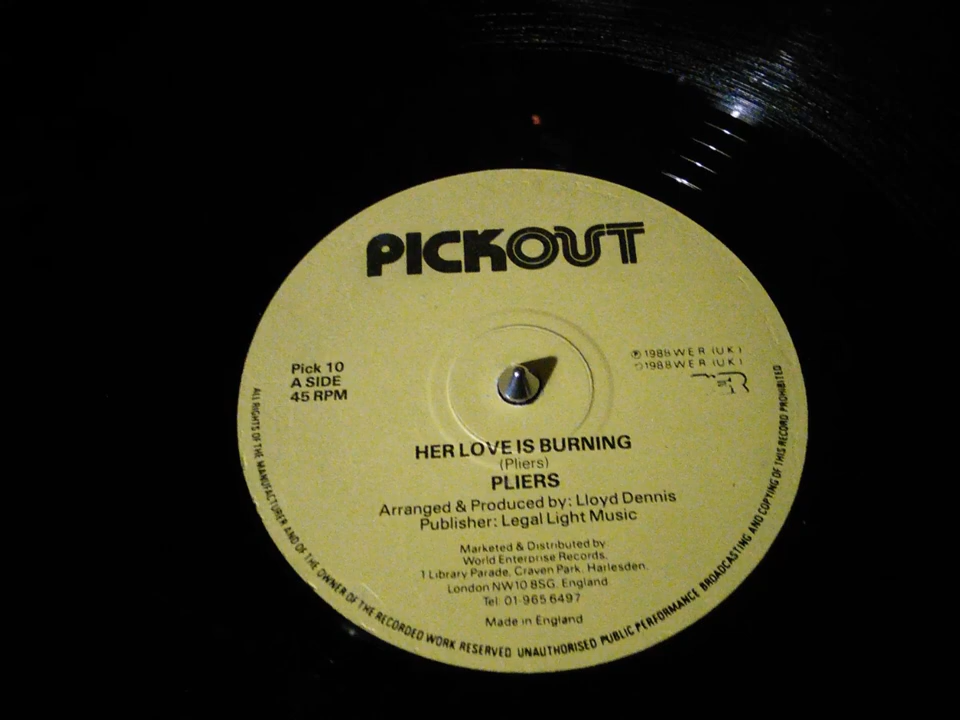 PICKOUT
Pick 10
A SIDE
45 RPM
℗ 1988 W E R (U K)
© 1988 W E R (U K)
HER LOVE IS BURNING
(Pliers)
PLIERS
Arranged & Produced by: Lloyd Dennis
Publisher: Legal Light Music
Marketed & Distributed by
World Enterprise Records,
1 Library Parade, Craven Park, Harlesden,
London NW10 8SG, England
Tel: 01-965 6497
Made in England
ALL RIGHTS OF THE MANUFACTURER AND OF THE OWNER OF THE RECORDED WORK RESERVED UNAUTHORISED PUBLIC PERFORMANCE BROADCASTING AND COPYING OF THIS RECORD PROHIBITED